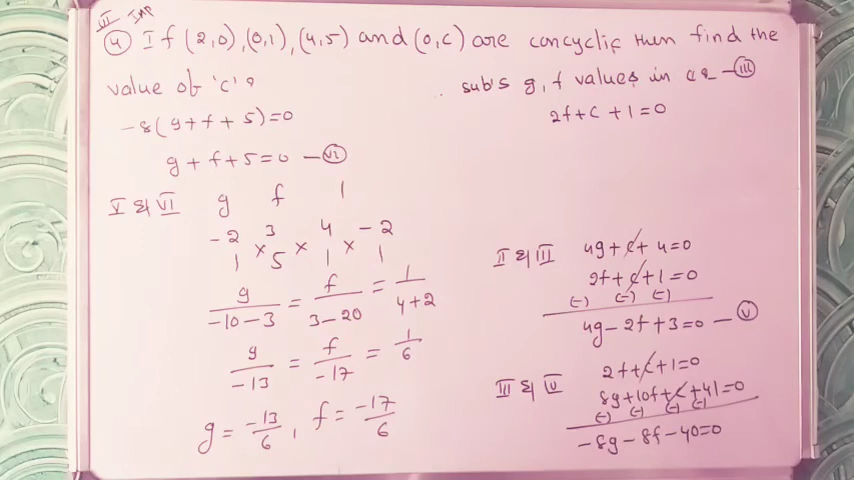 III IMP
(4) If (2,0), (0,1), (4,5) and (0,c) are concyclic then find the
value of 'c'?
-8(g+f+5)=0
g+f+5=0 —(VI)
V & VI g f 1
-2 3 4 -2
1 × 5 × 1 × 1
g/(-10-3) = f/(3-20) = 1/(4+2)
g/-13 = f/-17 = 1/6
g = -13/6, f = -17/6
subs g, f values in eq —(III)
2f+c+1=0
II & III 4g+c+4=0
2f+c+1=0
(-) (-) (-)
4g-2f+3=0 —(V)
III & IV 2f+c+1=0
8g+10f+c+41=0
(-) (-) (-) (-)
-8g-8f-40=0